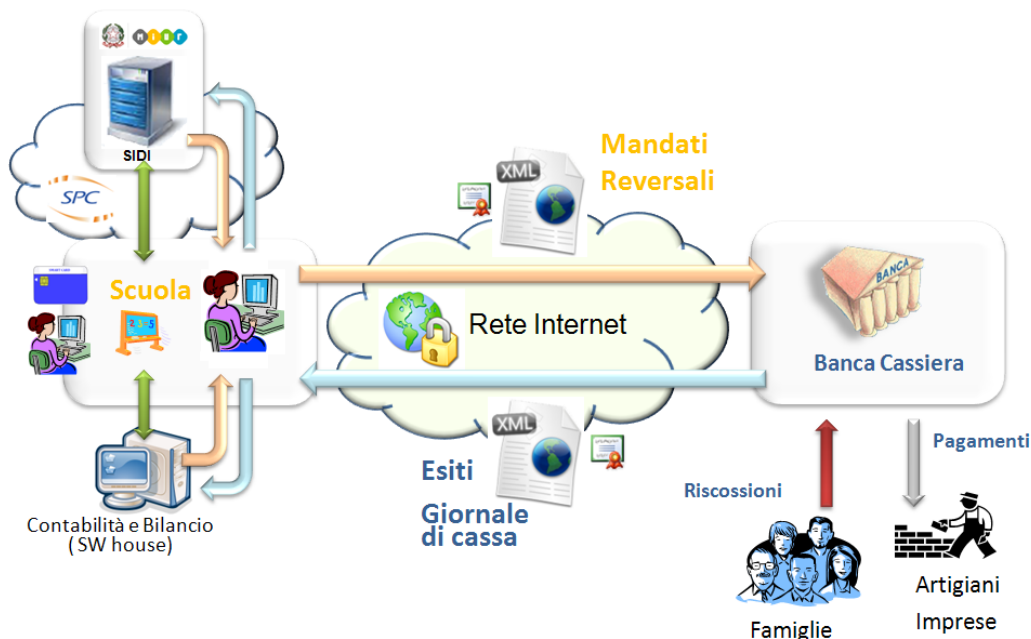 miur
SIDI
SPC
Mandati
Reversali
XML
Scuola
Rete Internet
BANCA
Banca Cassiera
XML
Esiti
Giornale
di cassa
Riscossioni
Pagamenti
Contabilità e Bilancio
( SW house)
Famiglie
Artigiani
Imprese